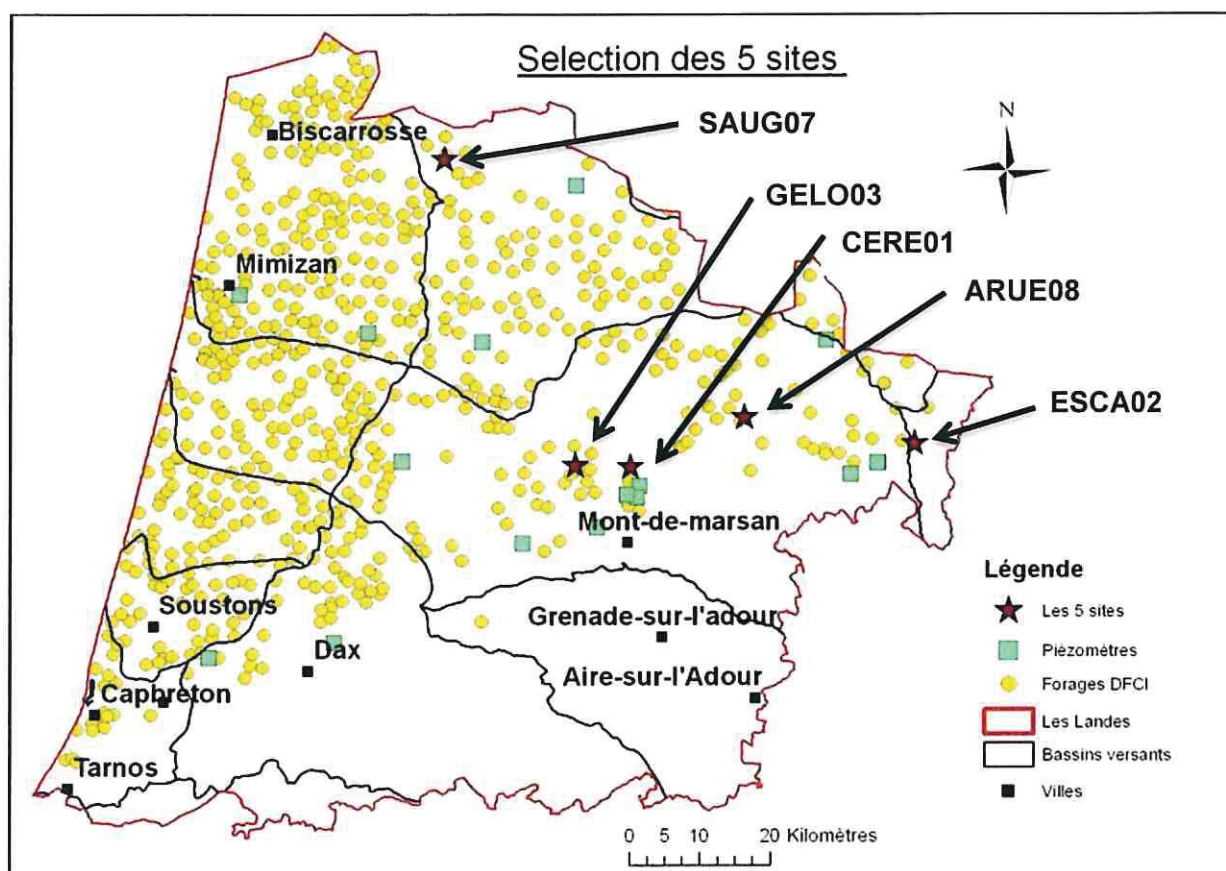 Selection des 5 sites
N
SAUG07
GELO03
CERE01
ARUE08
ESCA02
Biscarrosse
Mimizan
Mont-de-marsan
Soustons
Dax
Grenade-sur-l'adour
Aire-sur-l'Adour
Capbreton
Tarnos
Légende
Les 5 sites
Piézomètres
Forages DFCI
Les Landes
Bassins versants
Villes
0 5 10 20 Kilomètres